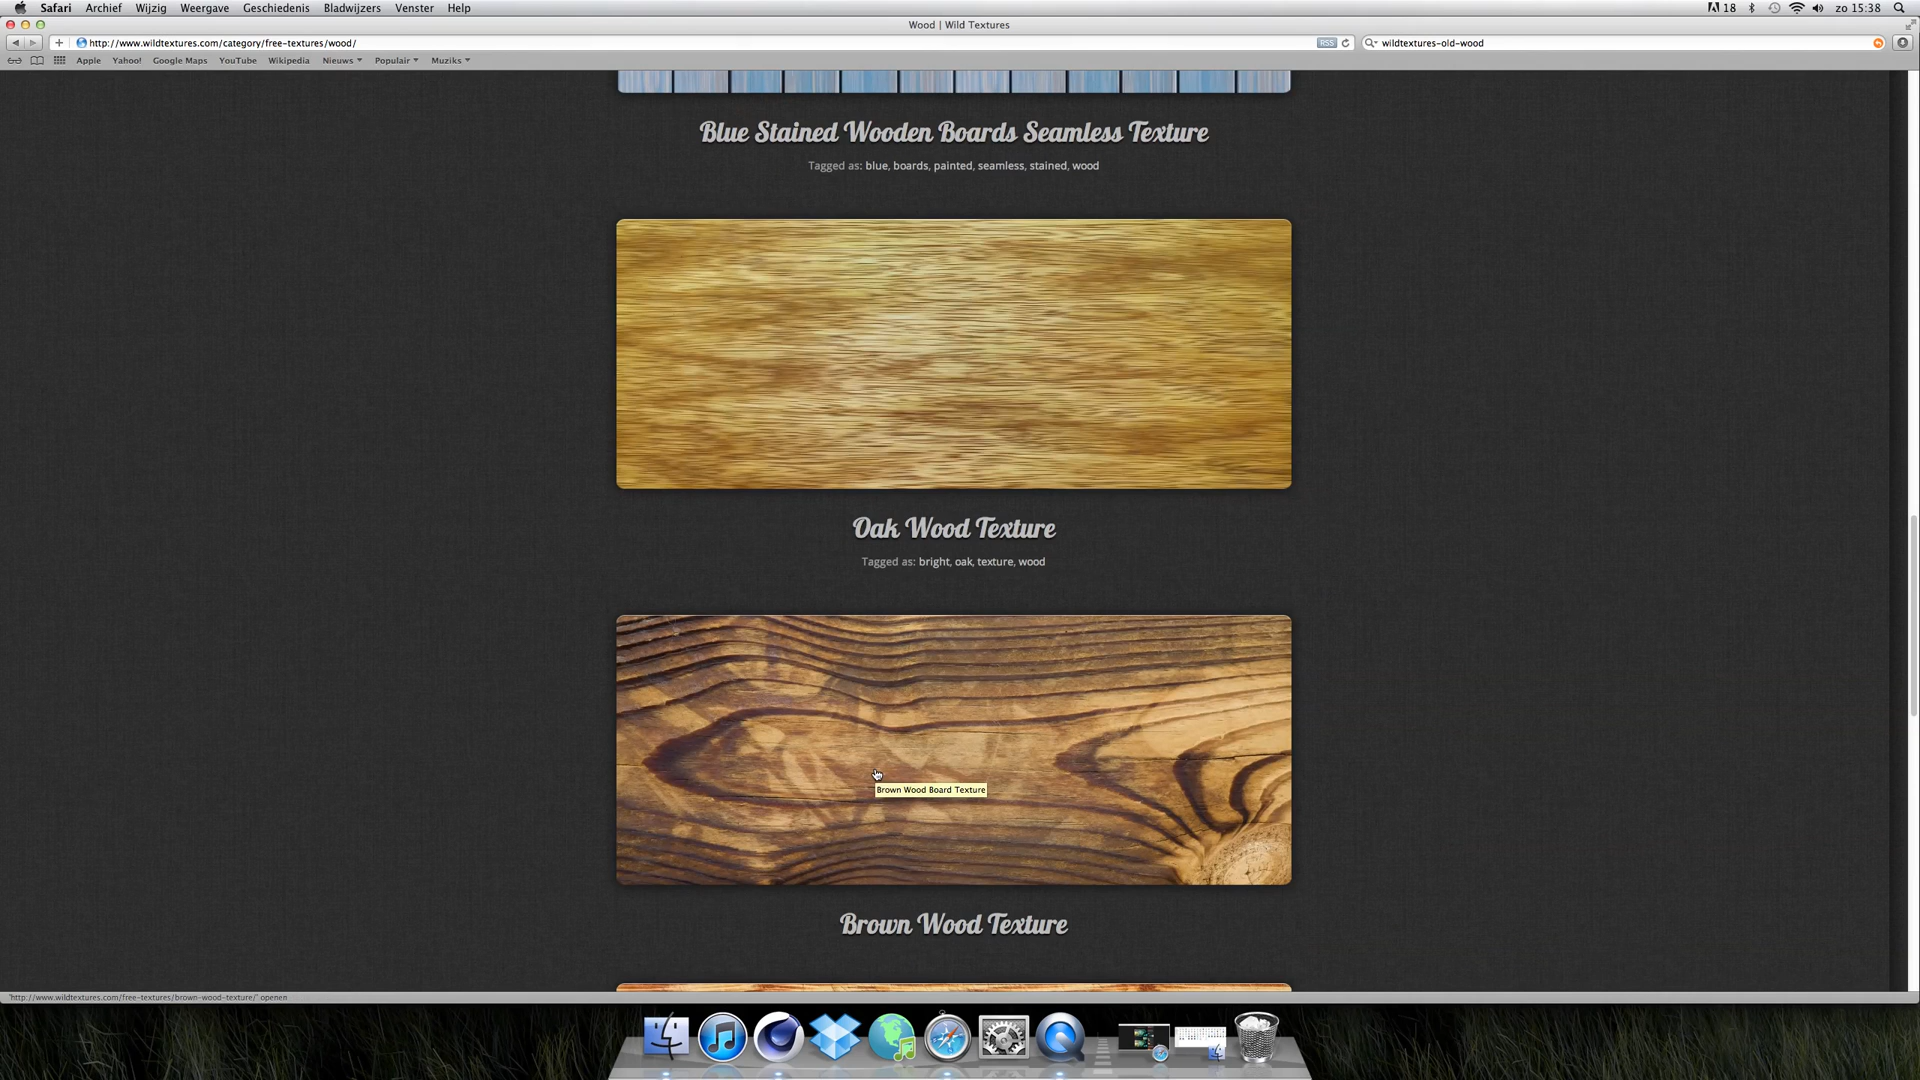 Safari Archief Wijzig Weergave Geschiedenis Bladwijzers Venster Help 18 zo 15:38
Wood | Wild Textures
http://www.wildtextures.com/category/free-textures/wood/ RSS wildtextures-old-wood
Apple Yahoo! Google Maps YouTube Wikipedia Nieuws Populair Muziks
Blue Stained Wooden Boards Seamless Texture
Tagged as: blue, boards, painted, seamless, stained, wood
Oak Wood Texture
Tagged as: bright, oak, texture, wood
Brown Wood Board Texture
Brown Wood Texture
"http://www.wildtextures.com/free-textures/brown-wood-texture/" openen